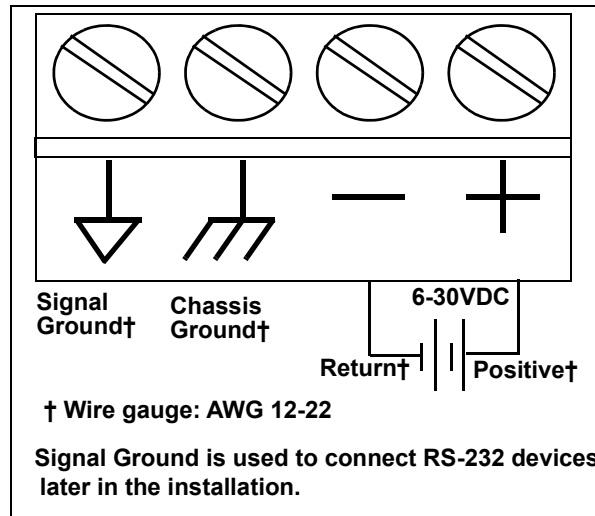 Signal
Ground†
Chassis
Ground†
6-30VDC
Return†
Positive†
† Wire gauge: AWG 12-22
Signal Ground is used to connect RS-232 devices
later in the installation.